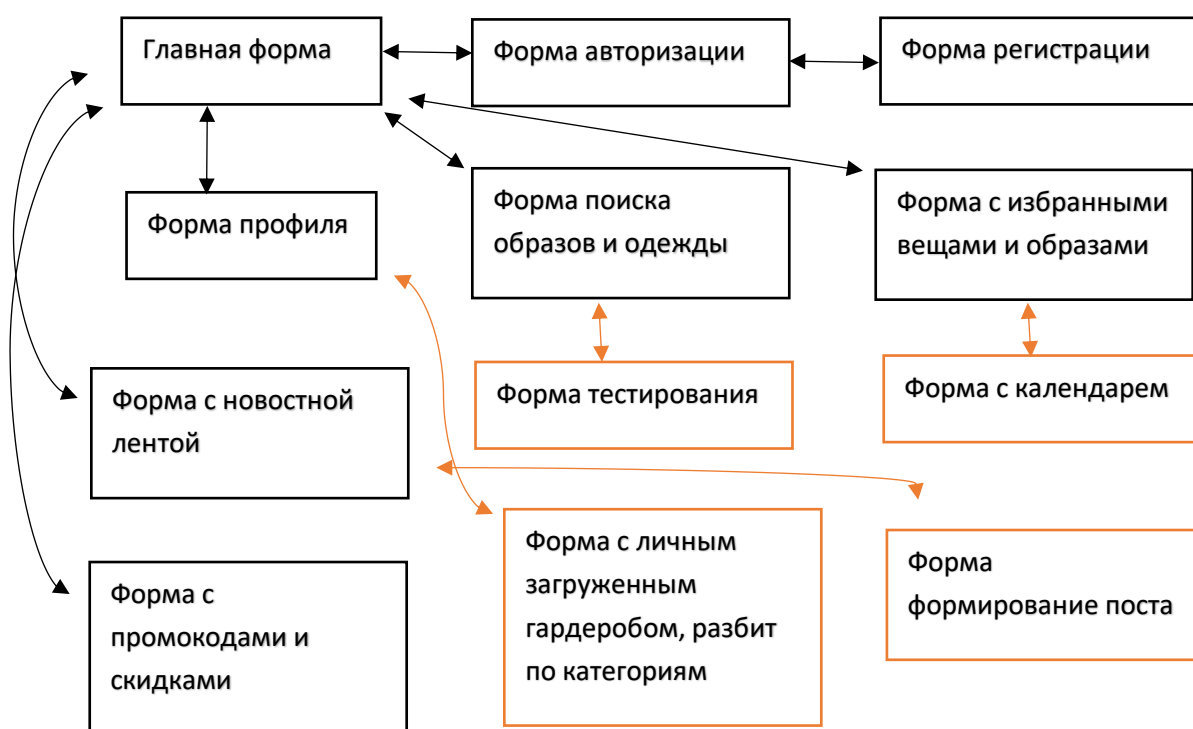 Главная форма
Форма авторизации
Форма регистрации
Форма профиля
Форма поиска
образов и одежды
Форма с избранными
вещами и образами
Форма с новостной
лентой
Форма тестирования
Форма с календарем
Форма с
промокодами и
скидками
Форма с личным
загруженным
гардеробом, разбит
по категориям
Форма
формирование поста